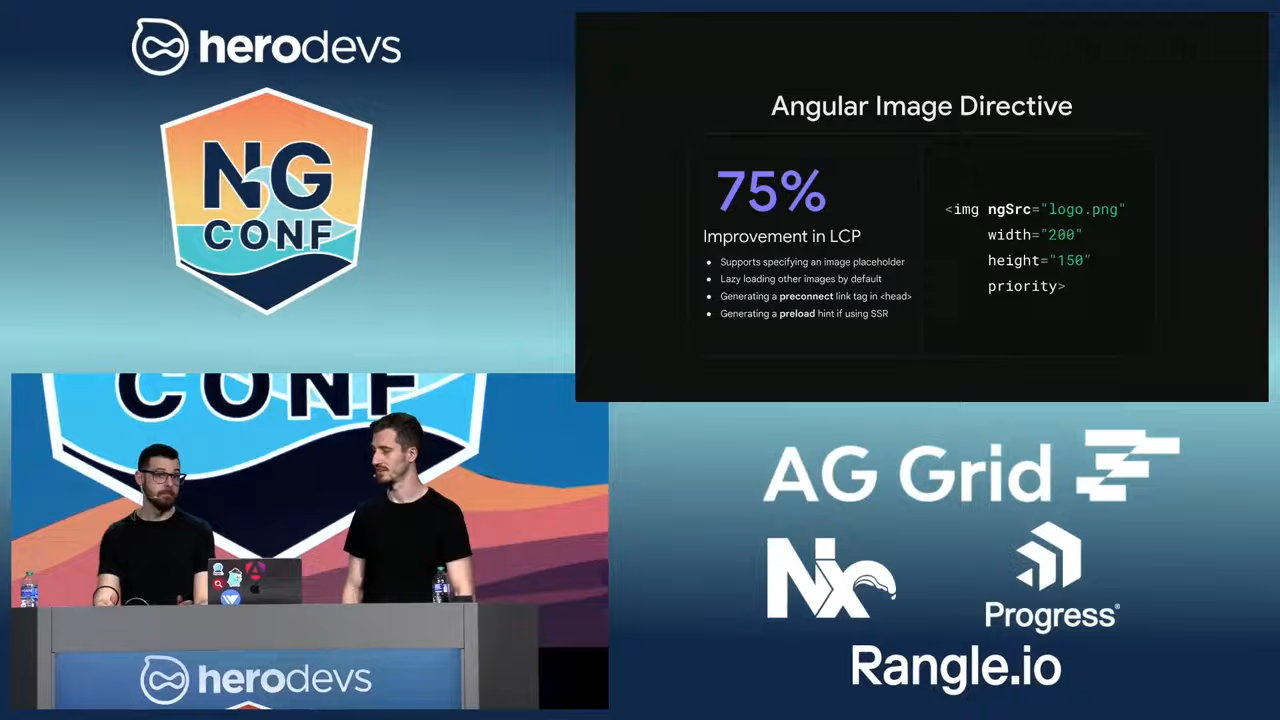 herodevs
NG
CONF
Angular Image Directive
75%
Improvement in LCP
• Supports specifying an image placeholder
• Lazy loading other images by default
• Generating a preconnect link tag in <head>
• Generating a preload hint if using SSR
<img ngSrc="logo.png"
width="200"
height="150"
priority>
CONF
herodevs
AG Grid
Nx
Progress®
Rangle.io